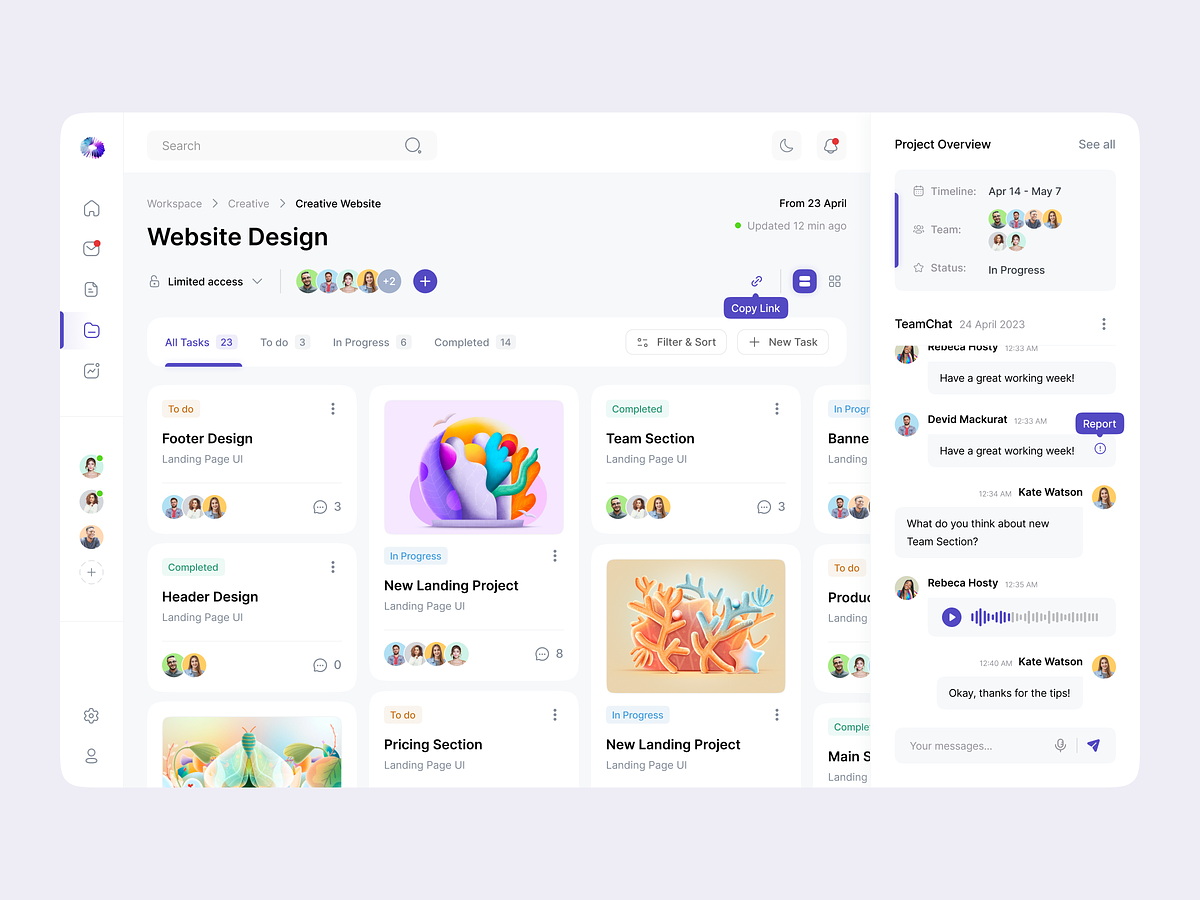 Search
Workspace
Creative
Creative Website
From 23 April
Website Design
Updated 12 min ago
Limited access
+2
Copy Link
All Tasks 23
To do 3
In Progress 6
Completed 14
Filter & Sort
New Task
To do
Footer Design
Landing Page UI
3
Completed
Header Design
Landing Page UI
0
In Progress
New Landing Project
Landing Page UI
8
To do
Pricing Section
Landing Page UI
Completed
Team Section
Landing Page UI
3
In Progress
New Landing Project
Landing Page UI
In Progr
Banne
Landing
To do
Produc
Landing
Comple
Main S
Landing
Project Overview
See all
Timeline: Apr 14 - May 7
Team:
Status: In Progress
TeamChat 24 April 2023
Rebeca Hosty 12:33 AM
Have a great working week!
Devid Mackurat 12:33 AM
Report
Have a great working week!
12:34 AM Kate Watson
What do you think about new
Team Section?
Rebeca Hosty 12:35 AM
12:40 AM Kate Watson
Okay, thanks for the tips!
Your messages...